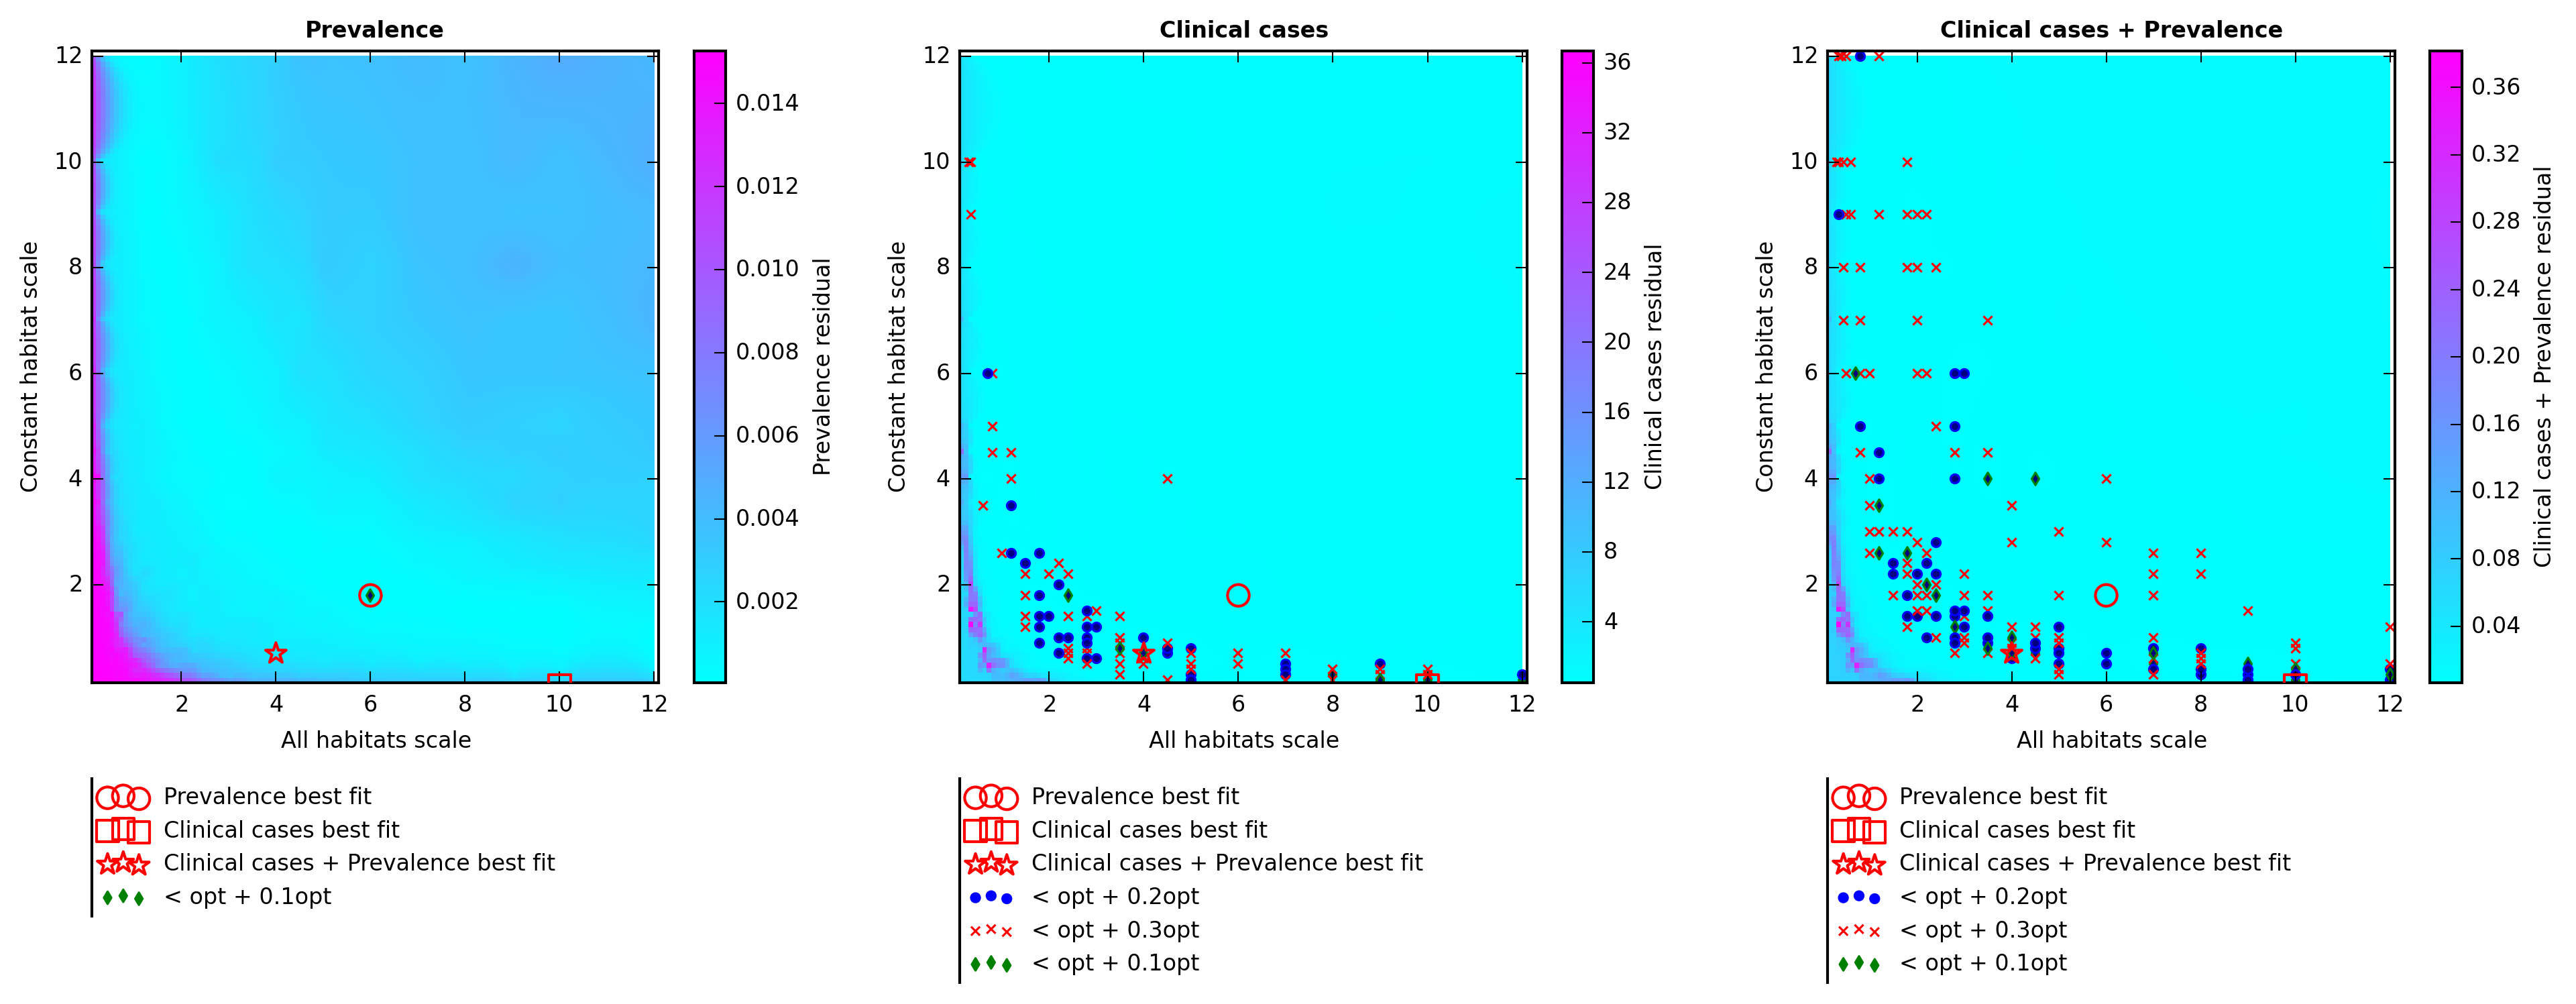 Prevalence
Constant habitat scale
12
10
8
6
4
2
2 4 6 8 10 12
All habitats scale
0.014
0.012
0.010
0.008
0.006
0.004
0.002
Prevalence residual
Prevalence best fit
Clinical cases best fit
Clinical cases + Prevalence best fit
< opt + 0.1opt
Clinical cases
Constant habitat scale
12
10
8
6
4
2
2 4 6 8 10 12
All habitats scale
36
32
28
24
20
16
12
8
4
Clinical cases residual
Prevalence best fit
Clinical cases best fit
Clinical cases + Prevalence best fit
< opt + 0.2opt
< opt + 0.3opt
< opt + 0.1opt
Clinical cases + Prevalence
Constant habitat scale
12
10
8
6
4
2
2 4 6 8 10 12
All habitats scale
0.36
0.32
0.28
0.24
0.20
0.16
0.12
0.08
0.04
Clinical cases + Prevalence residual
Prevalence best fit
Clinical cases best fit
Clinical cases + Prevalence best fit
< opt + 0.2opt
< opt + 0.3opt
< opt + 0.1opt